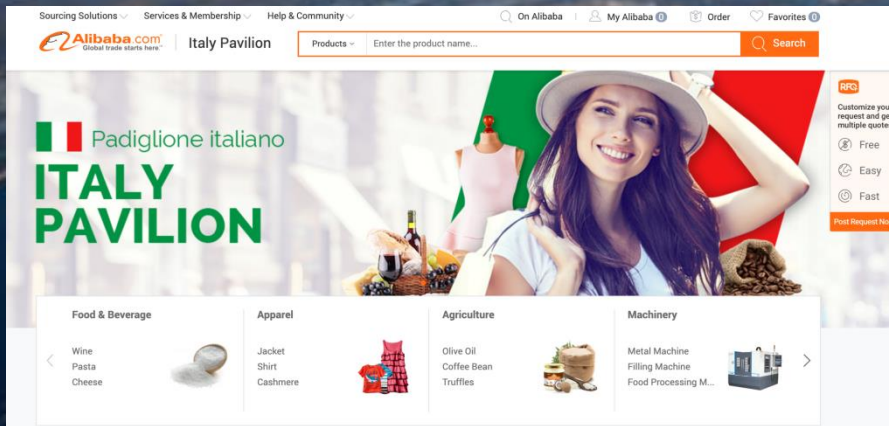 Sourcing Solutions Services & Membership Help & Community On Alibaba My Alibaba 0 Order Favorites 0
Alibaba.com
Global trade starts here.™
Italy Pavilion
Products Enter the product name... Search
Padiglione italiano
ITALY
PAVILION
RFQ
Customize you
request and ge
multiple quote
Free
Easy
Fast
Post Request No
Food & Beverage
Wine
Pasta
Cheese
Apparel
Jacket
Shirt
Cashmere
Agriculture
Olive Oil
Coffee Bean
Truffles
Machinery
Metal Machine
Filling Machine
Food Processing M...